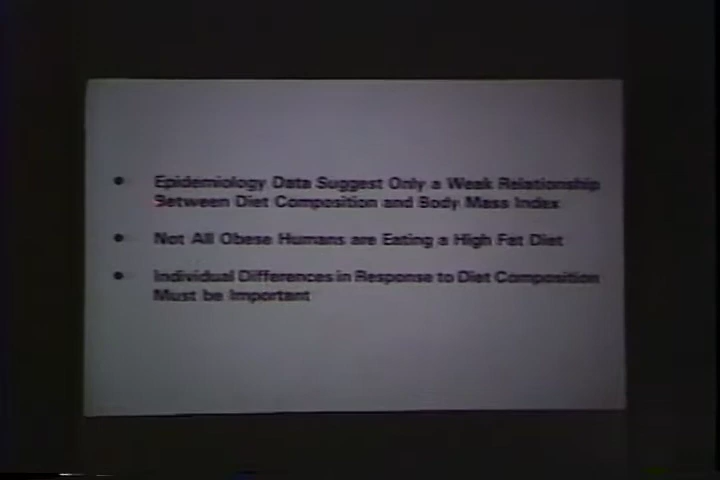 • Epidemiology Data Suggest Only a Weak Relationship
Between Diet Composition and Body Mass Index
• Not All Obese Humans are Eating a High Fat Diet
• Individual Differences in Response to Diet Composition
Must be Important